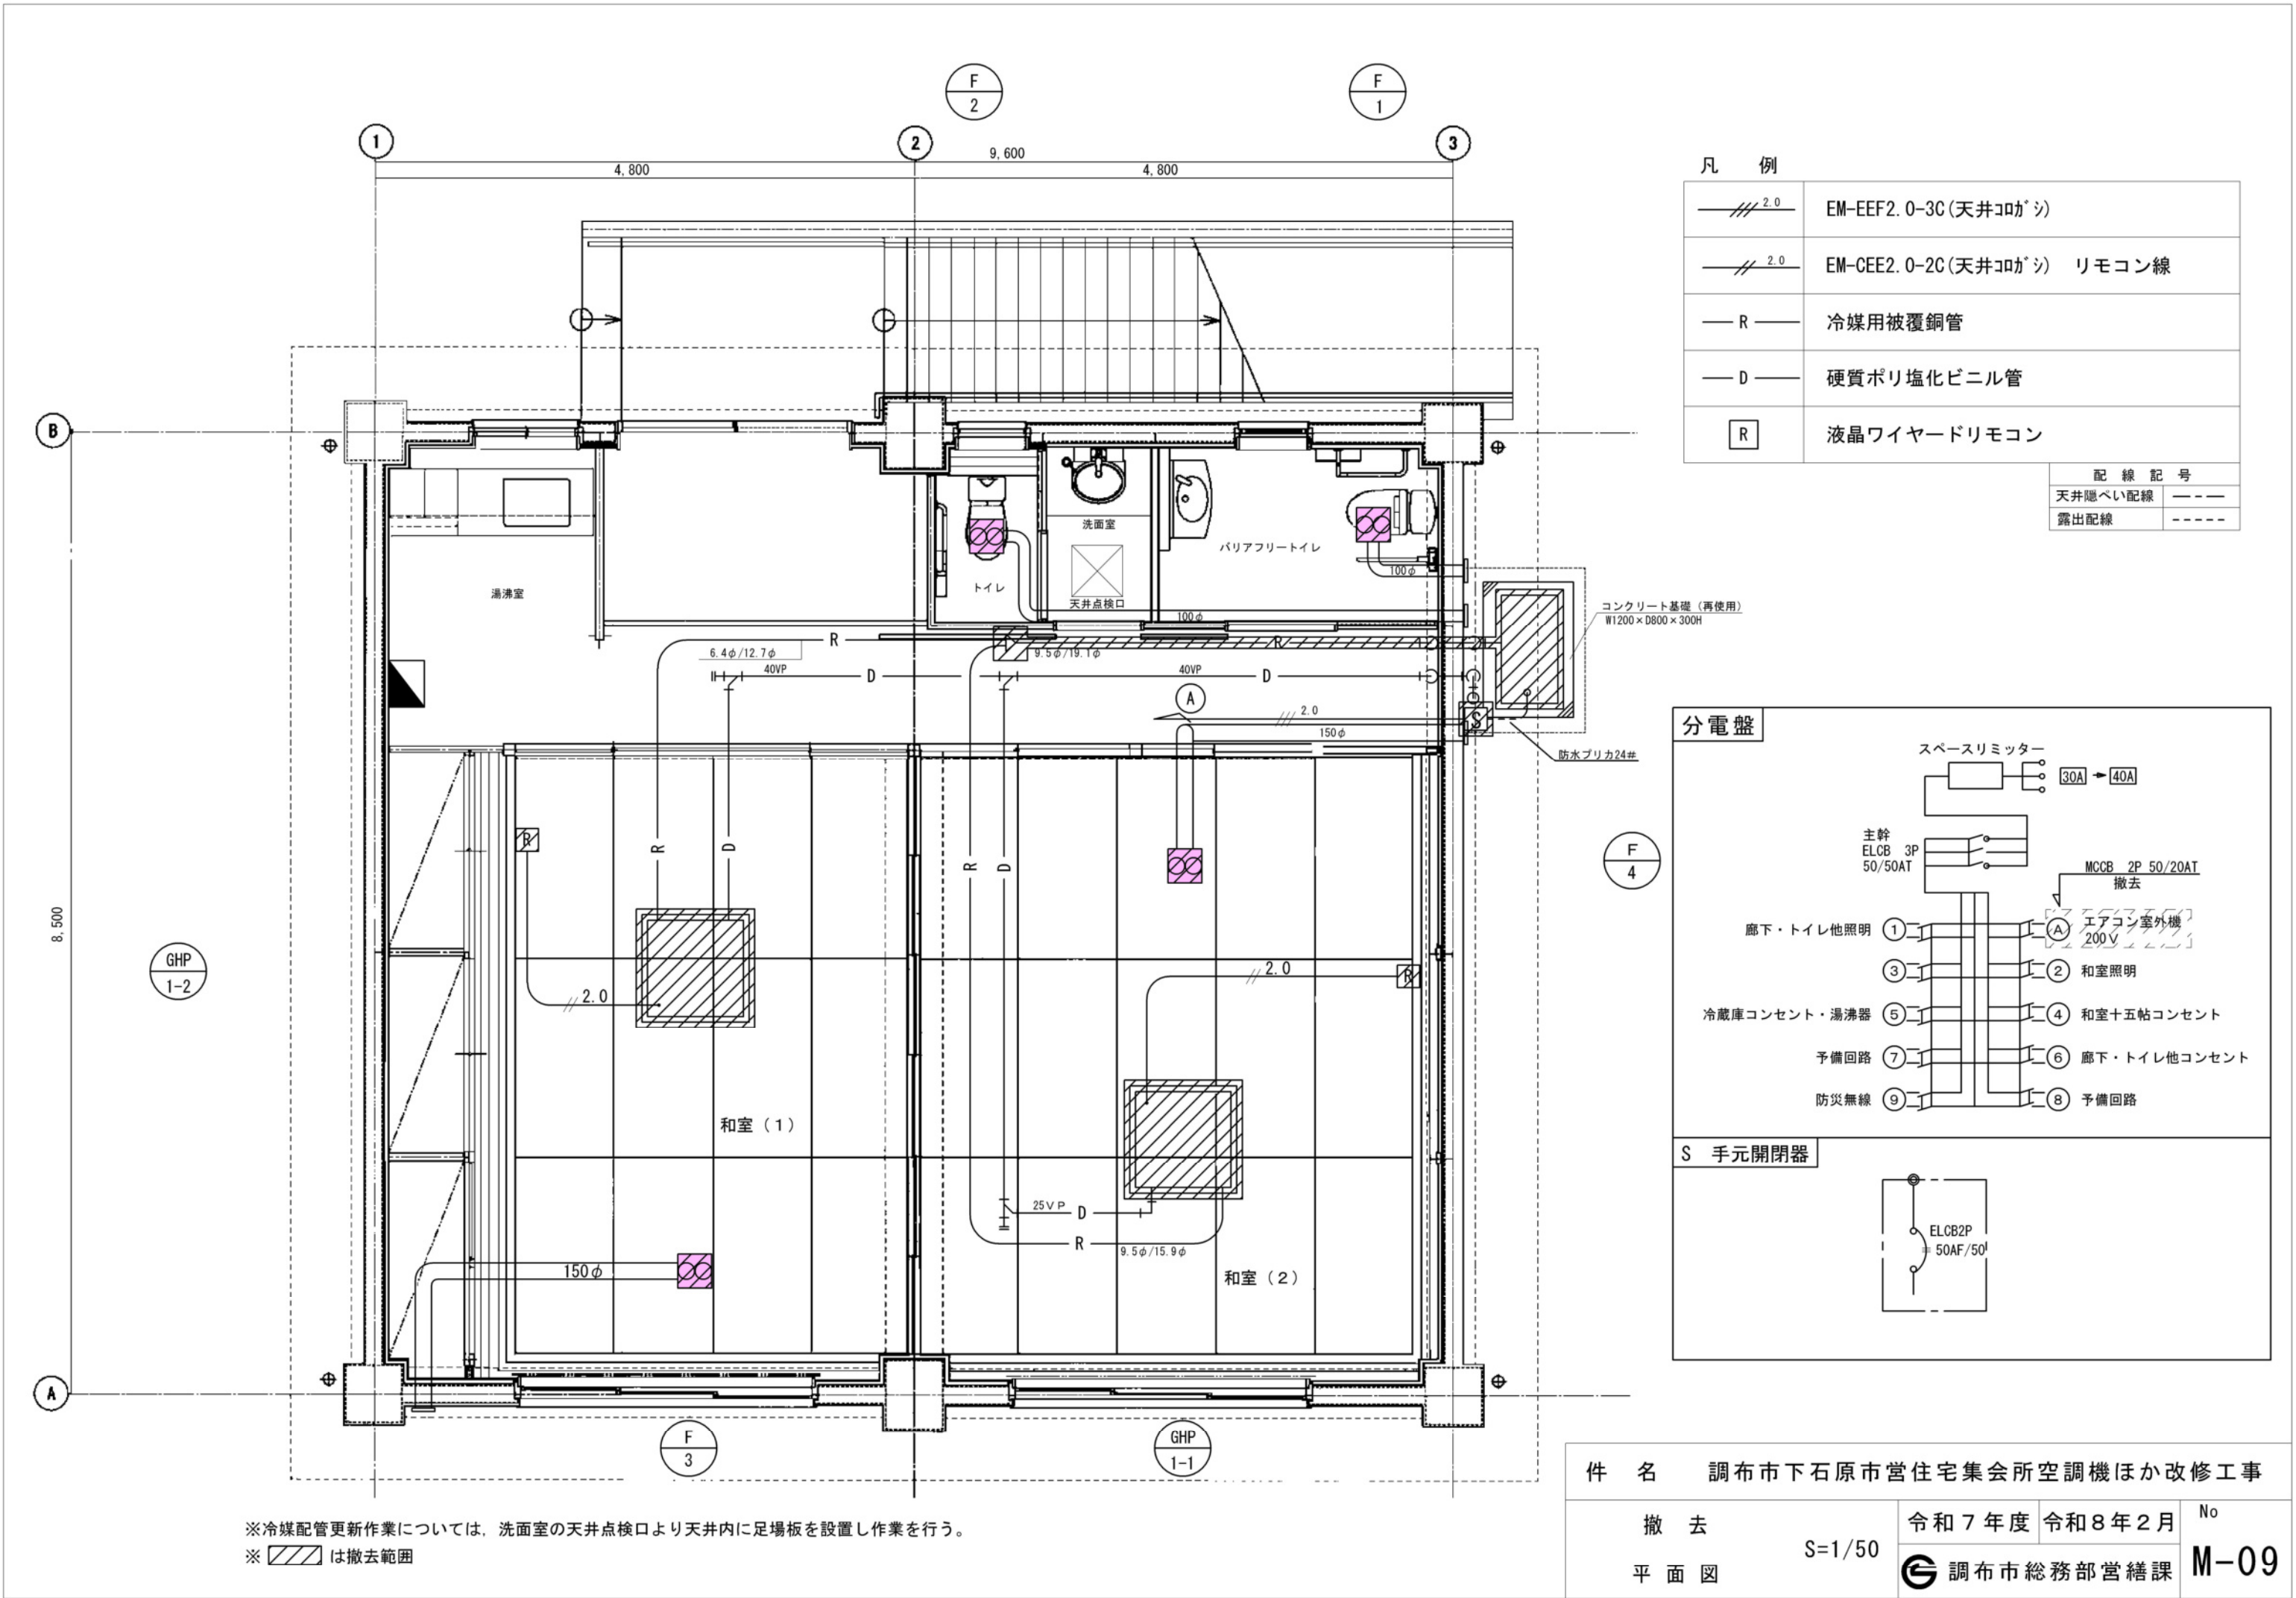 F
2
F
1
1
2
3
9,600
4,800
4,800
B
A
8,500
GHP
1-2
湯沸室
トイレ
洗面室
天井点検口
バリアフリートイレ
100φ
100φ
R
6.4φ/12.7φ
40VP
D
R
9.5φ/19.1φ
40VP
D
A
2.0
150φ
S
コンクリート基礎（再使用）
W1200×D800×300H
防水プリカ24#
R
R
D
R
D
2.0
2.0
R
和室（1）
150φ
25VP
D
R
9.5φ/15.9φ
和室（2）
F
4
F
3
GHP
1-1
凡　例
2.0
EM-EEF2.0-3C(天井ｺﾛｶﾞｼ)
2.0
EM-CEE2.0-2C(天井ｺﾛｶﾞｼ)　リモコン線
R
冷媒用被覆銅管
D
硬質ポリ塩化ビニル管
R
液晶ワイヤードリモコン
配線記号
天井隠ぺい配線
露出配線
分電盤
スペースリミッター
30A
40A
主幹
ELCB 3P
50/50AT
MCCB 2P 50/20AT
撤去
廊下・トイレ他照明 1
A エアコン室外機
200V
3
2 和室照明
冷蔵庫コンセント・湯沸器 5
4 和室十五帖コンセント
予備回路 7
6 廊下・トイレ他コンセント
防災無線 9
8 予備回路
S 手元開閉器
ELCB2P
50AF/50
※冷媒配管更新作業については，洗面室の天井点検口より天井内に足場板を設置し作業を行う。
※ は撤去範囲
件　名　調布市下石原市営住宅集会所空調機ほか改修工事
撤去
平面図
S=1/50
令和７年度
令和８年２月
調布市総務部営繕課
No
M-09